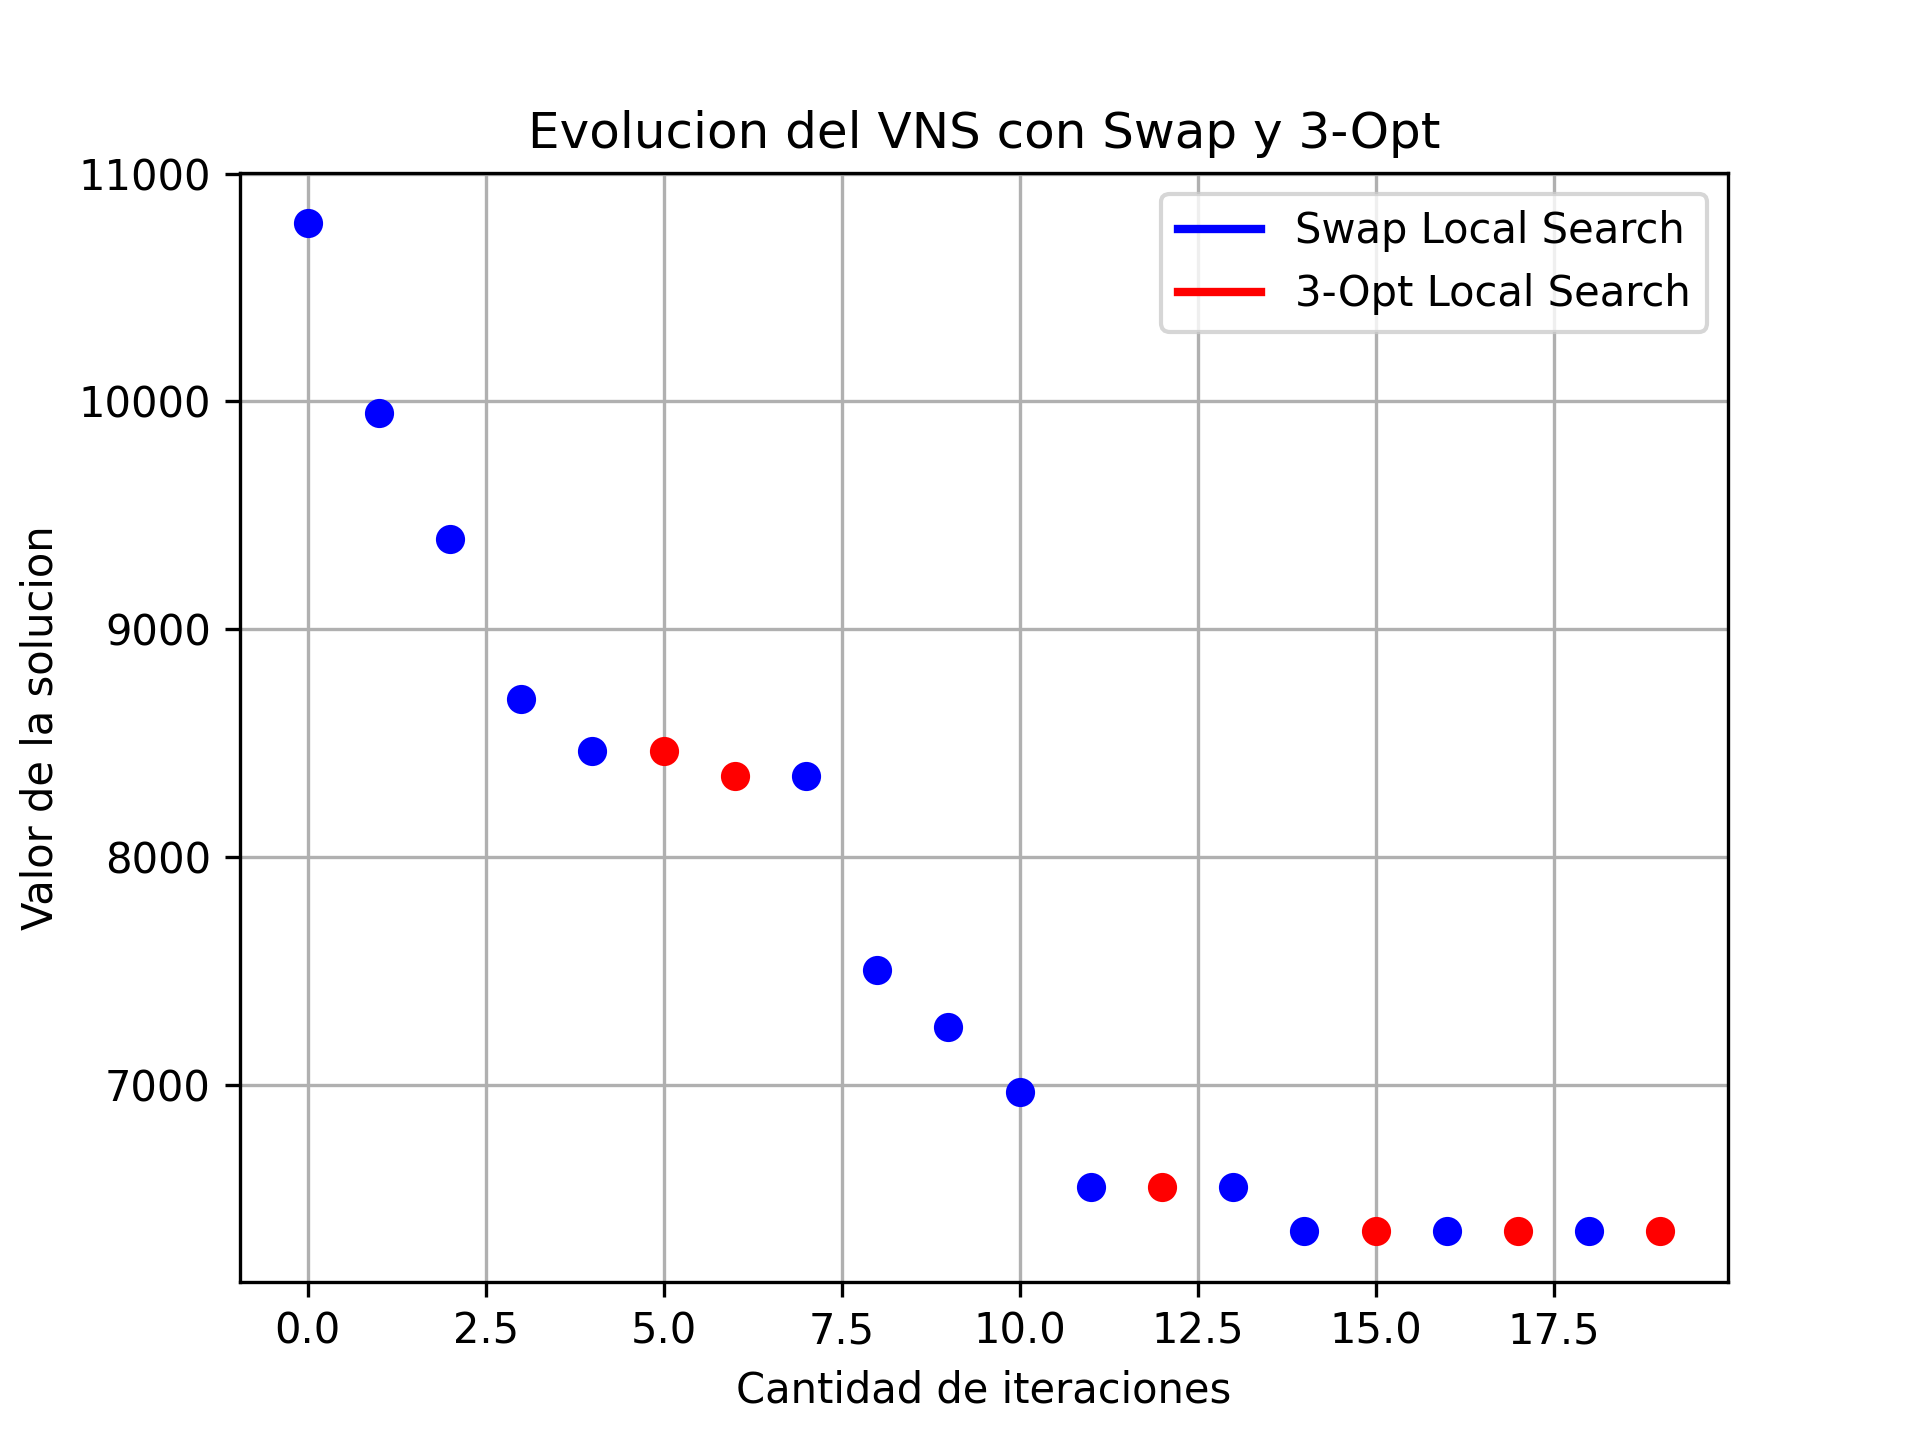 Evolucion del VNS con Swap y 3-Opt
Swap Local Search
3-Opt Local Search
Valor de la solucion
11000
10000
9000
8000
7000
0.0 2.5 5.0 7.5 10.0 12.5 15.0 17.5
Cantidad de iteraciones